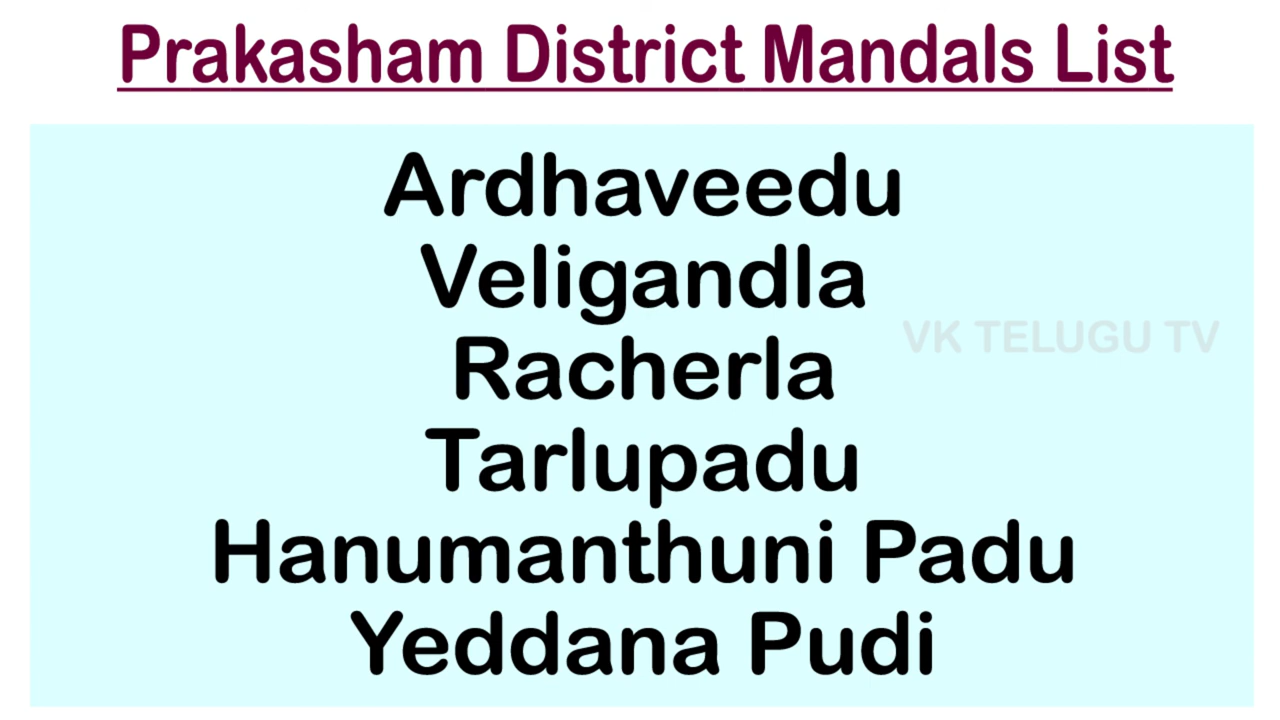 Prakasham District Mandals List
Ardhaveedu
Veligandla
VK TELUGU TV
Racherla
Tarlupadu
Hanumanthuni Padu
Yeddana Pudi